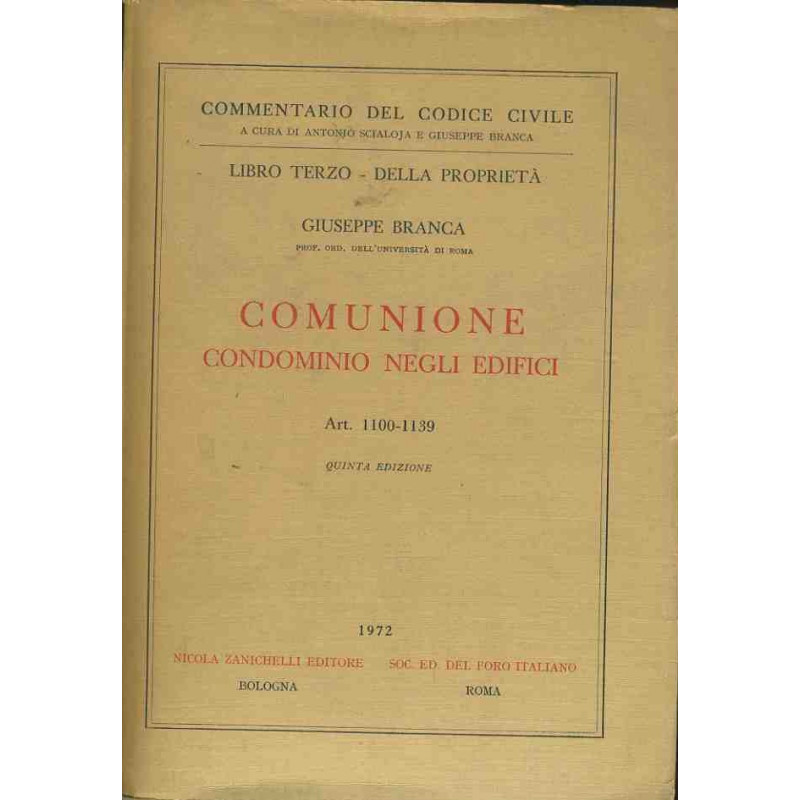 COMMENTARIO DEL CODICE CIVILE
A CURA DI ANTONIO SCIALOJA E GIUSEPPE BRANCA
LIBRO TERZO - DELLA PROPRIETÀ
GIUSEPPE BRANCA
PROF. ORD. DELL'UNIVERSITÀ DI ROMA
COMUNIONE
CONDOMINIO NEGLI EDIFICI
Art. 1100-1139
QUINTA EDIZIONE
1972
NICOLA ZANICHELLI EDITORE SOC. ED. DEL FORO ITALIANO
BOLOGNA ROMA